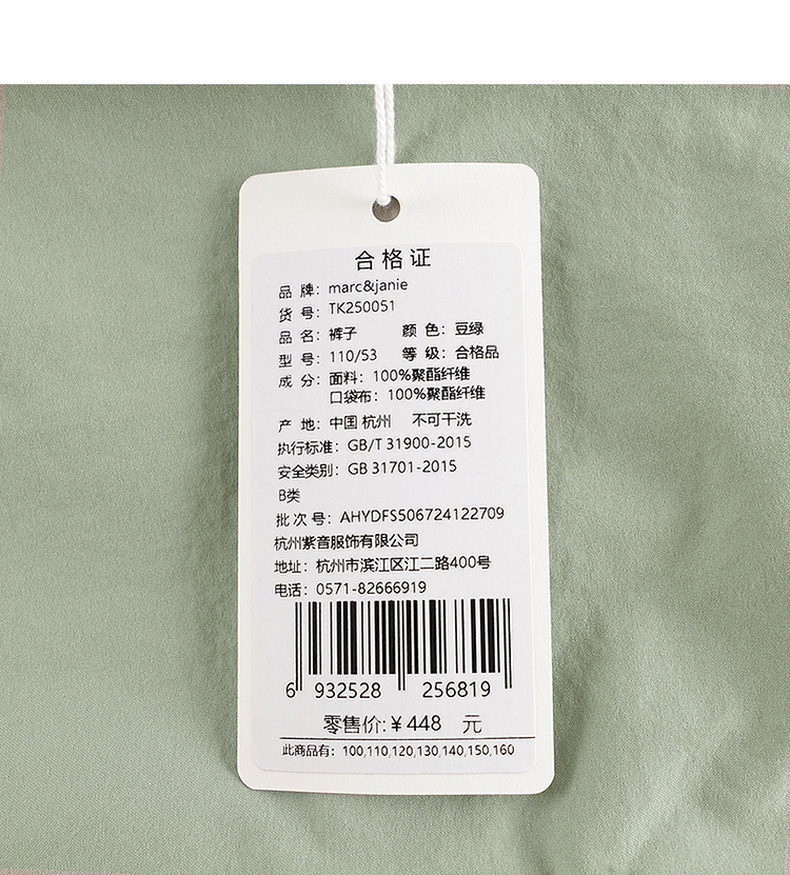 合格证
品 牌：marc&janie
货 号：TK250051
品 名：裤子 颜 色：豆绿
型 号：110/53 等 级：合格品
成 分：面料：100%聚酯纤维
口袋布：100%聚酯纤维
产 地：中国 杭州 不可干洗
执行标准：GB/T 31900-2015
安全类别：GB 31701-2015
B类
批 次 号：AHYDFS506724122709
杭州紫音服饰有限公司
地址：杭州市滨江区江二路400号
电话：0571-82666919
6 932528 256819
零售价:￥448 元
此商品有：100,110,120,130,140,150,160